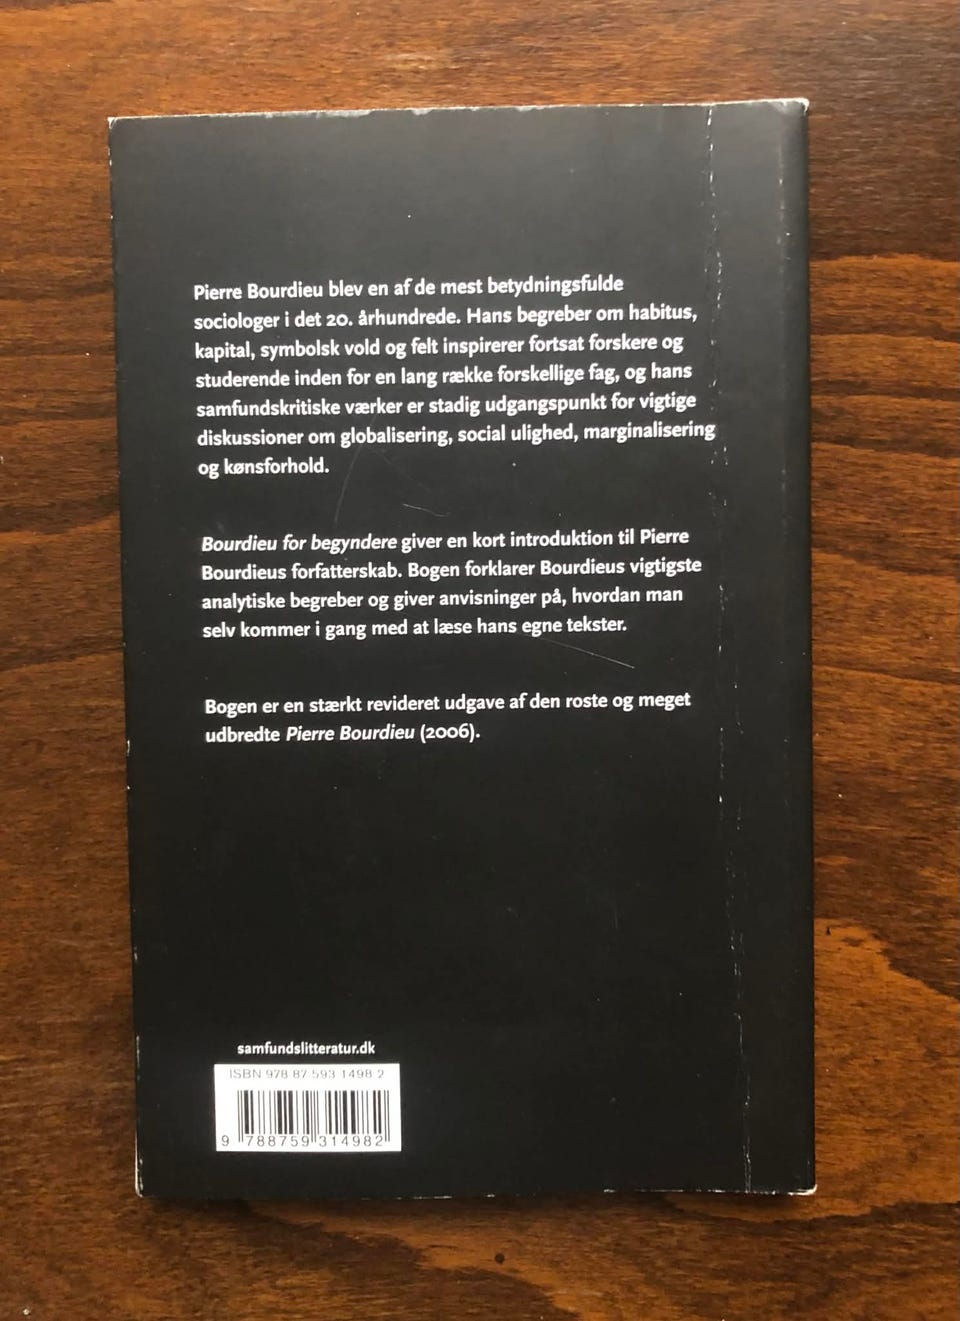 Pierre Bourdieu blev en af de mest betydningsfulde
sociologer i det 20. århundrede. Hans begreber om habitus,
kapital, symbolsk vold og felt inspirerer fortsat forskere og
studerende inden for en lang række forskellige fag, og hans
samfundskritiske værker er stadig udgangspunkt for vigtige
diskussioner om globalisering, social ulighed, marginalisering
og kønsforhold.
Bourdieu for begyndere giver en kort introduktion til Pierre
Bourdieus forfatterskab. Bogen forklarer Bourdieus vigtigste
analytiske begreber og giver anvisninger på, hvordan man
selv kommer i gang med at læse hans egne tekster.
Bogen er en stærkt revideret udgave af den roste og meget
udbredte Pierre Bourdieu (2006).
samfundslitteratur.dk
ISBN 978 87 593 1498 2
9 788759 314982